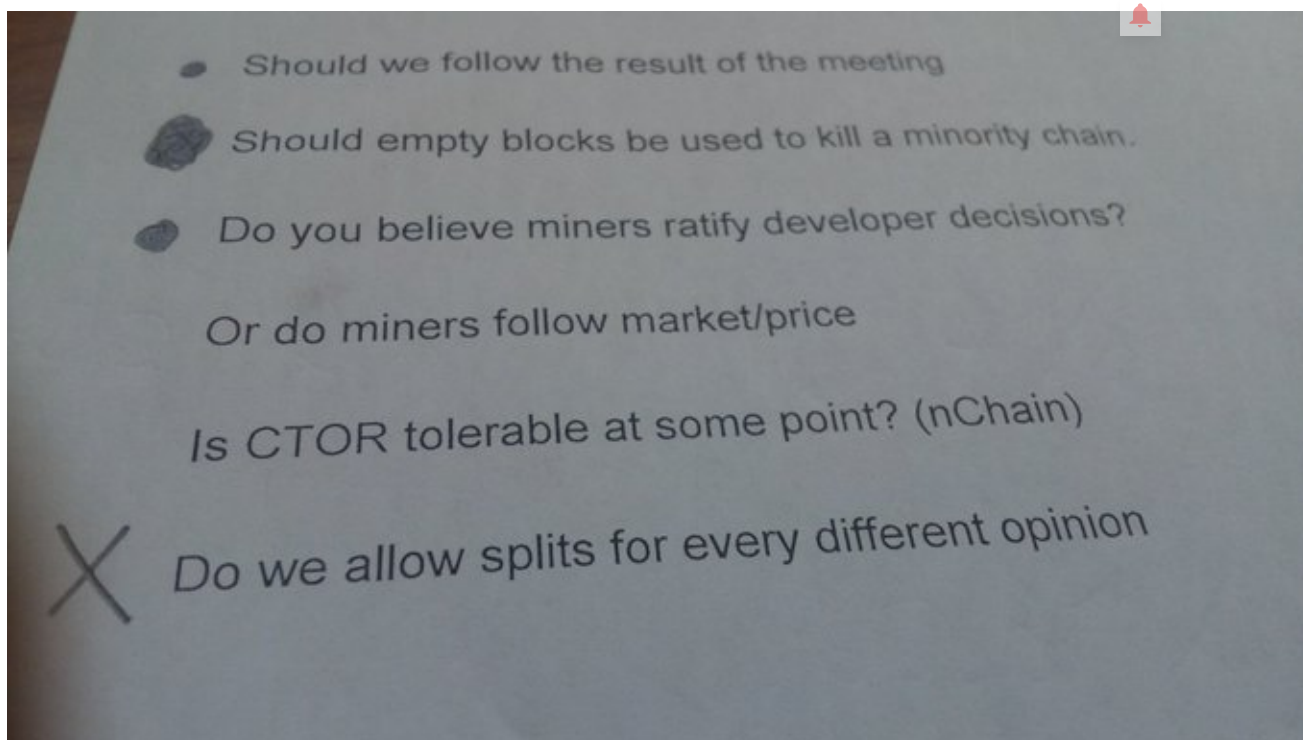 Should we follow the result of the meeting
Should empty blocks be used to kill a minority chain.
Do you believe miners ratify developer decisions?
Or do miners follow market/price
Is CTOR tolerable at some point? (nChain)
Do we allow splits for every different opinion